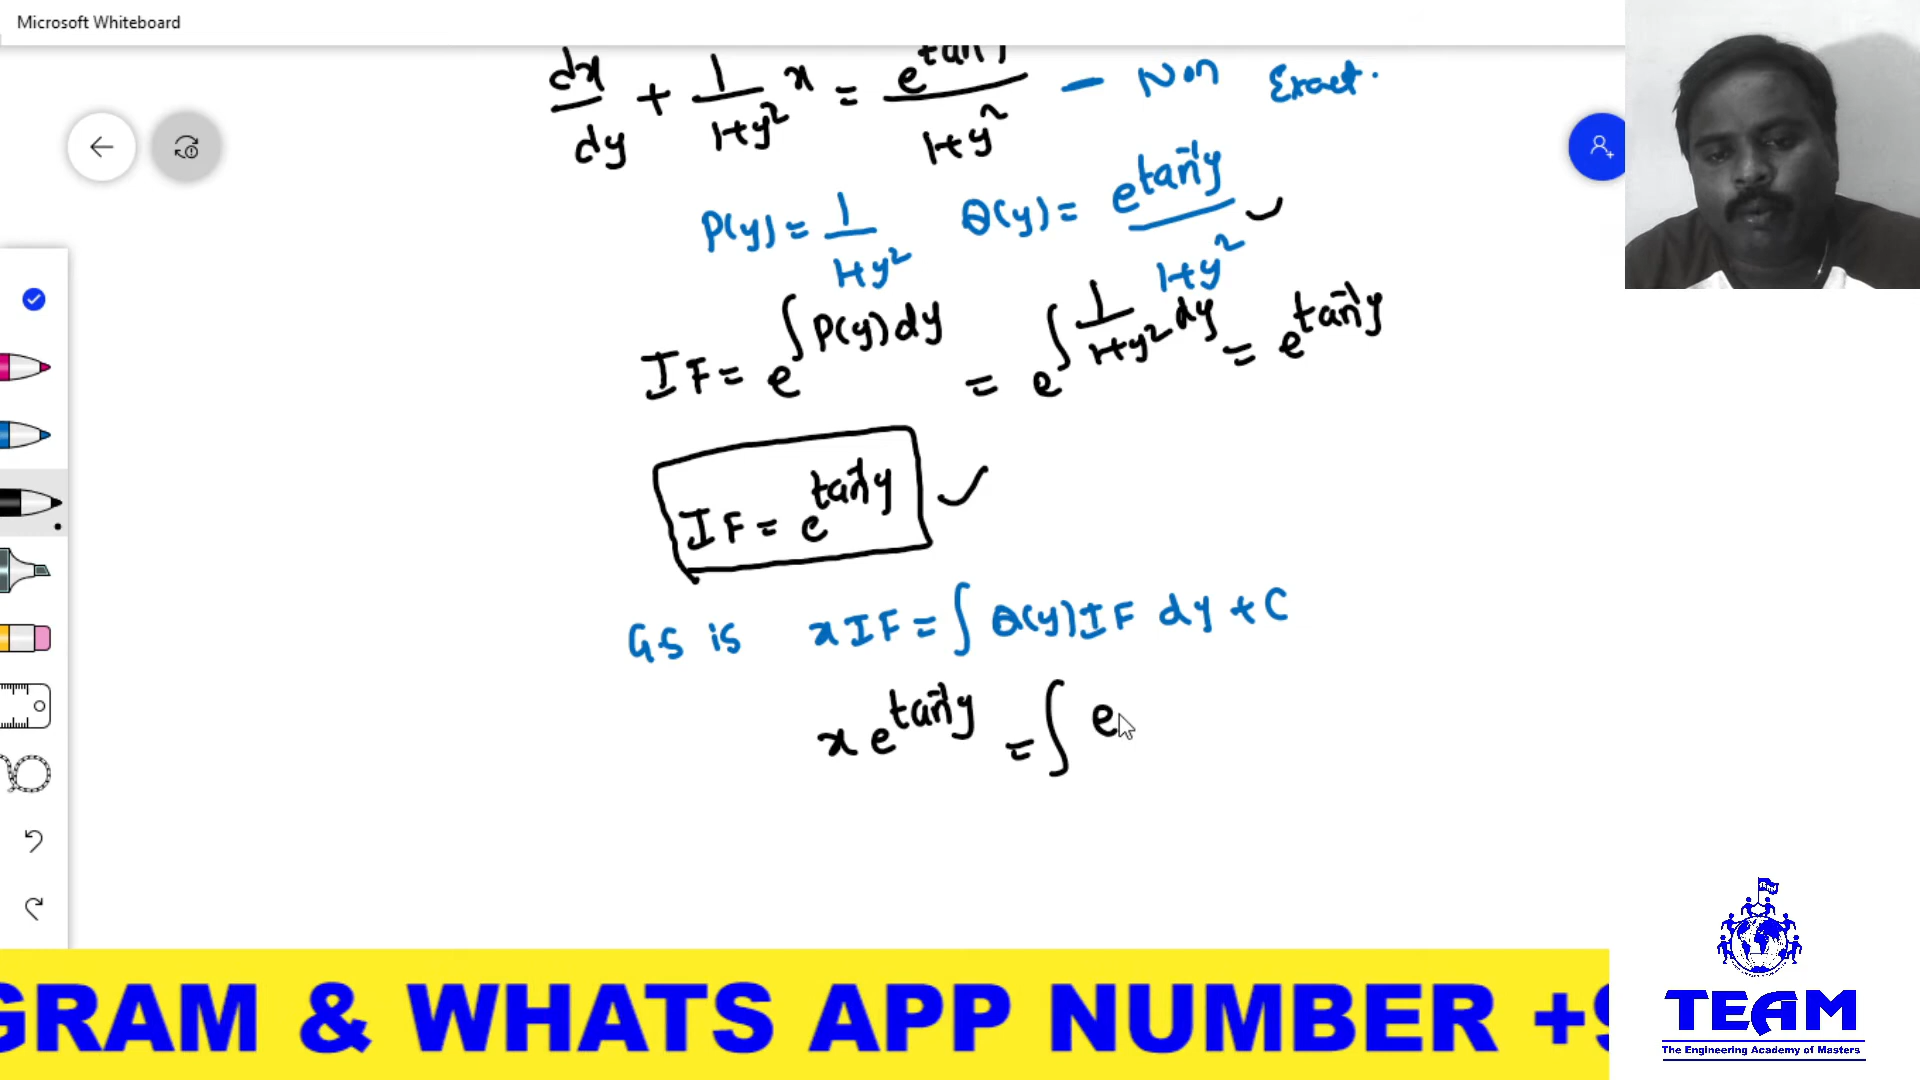 Microsoft Whiteboard
dx/dy + 1/1+y² x = e^tan⁻¹y/1+y² — Non Exact.
P(y) = 1/1+y² Q(y) = e^tan⁻¹y/1+y² ✓
IF = e^∫P(y)dy = e^∫1/1+y² dy = e^tan⁻¹y
IF = e^tan⁻¹y ✓
GS is x IF = ∫ Q(y) IF dy + C
x e^tan⁻¹y = ∫ e
GRAM & WHATS APP NUMBER +9
TEAM
The Engineering Academy of Masters